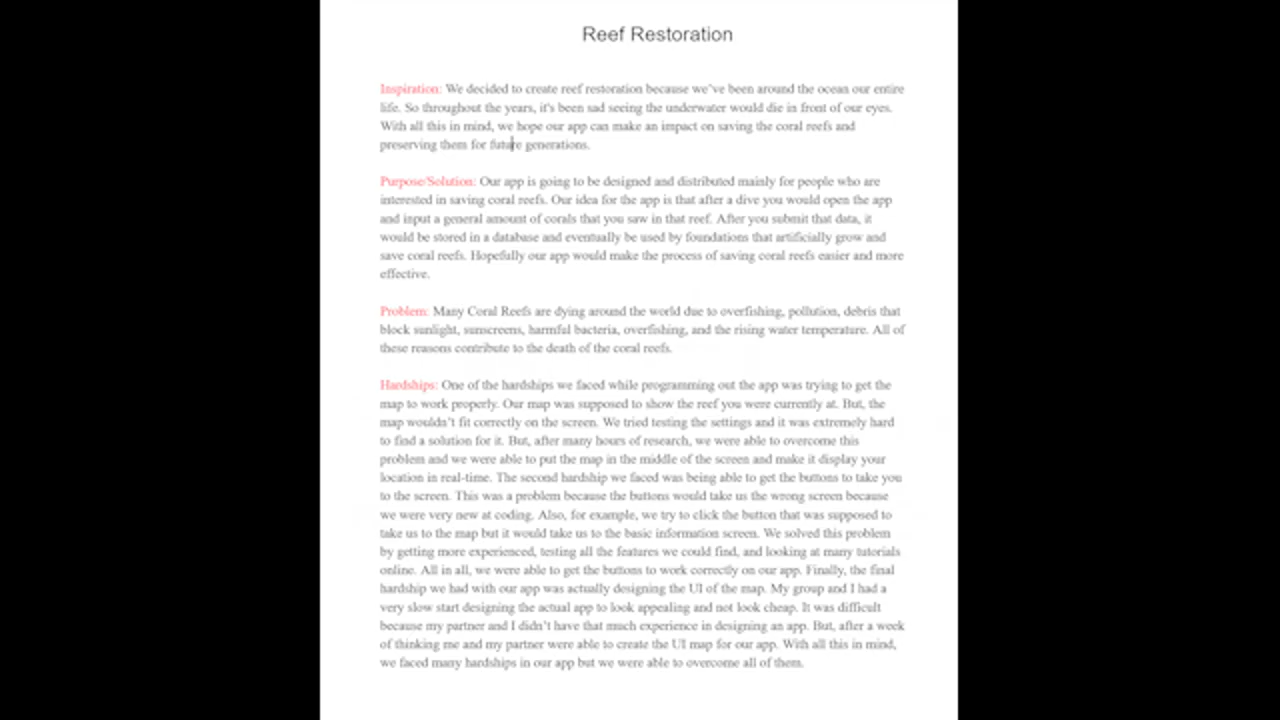 Reef Restoration
Inspiration: We decided to create reef restoration because we've been around the ocean our entire
life. So throughout the years, it's been sad seeing the underwater would die in front of our eyes.
With all this in mind, we hope our app can make an impact on saving the coral reefs and
preserving them for future generations.
Purpose/Solution: Our app is going to be designed and distributed mainly for people who are
interested in saving coral reefs. Our idea for the app is that after a dive you would open the app
and input a general amount of corals that you saw in that reef. After you submit that data, it
would be stored in a database and eventually be used by foundations that artificially grow and
save coral reefs. Hopefully our app would make the process of saving coral reefs easier and more
effective.
Problem: Many Coral Reefs are dying around the world due to overfishing, pollution, debris that
block sunlight, sunscreens, harmful bacteria, overfishing, and the rising water temperature. All of
these reasons contribute to the death of the coral reefs.
Hardships: One of the hardships we faced while programming out the app was trying to get the
map to work properly. Our map was supposed to show the reef you were currently at. But, the
map wouldn't fit correctly on the screen. We tried testing the settings and it was extremely hard
to find a solution for it. But, after many hours of research, we were able to overcome this
problem and we were able to put the map in the middle of the screen and make it display your
location in real-time. The second hardship we faced was being able to get the buttons to take you
to the screen. This was a problem because the buttons would take us the wrong screen because
we were very new at coding. Also, for example, we try to click the button that was supposed to
take us to the map but it would take us to the basic information screen. We solved this problem
by getting more experienced, testing all the features we could find, and looking at many tutorials
online. All in all, we were able to get the buttons to work correctly on our app. Finally, the final
hardship we had with our app was actually designing the UI of the map. My group and I had a
very slow start designing the actual app to look appealing and not look cheap. It was difficult
because my partner and I didn't have that much experience in designing an app. But, after a week
of thinking me and my partner were able to create the UI map for our app. With all this in mind,
we faced many hardships in our app but we were able to overcome all of them.